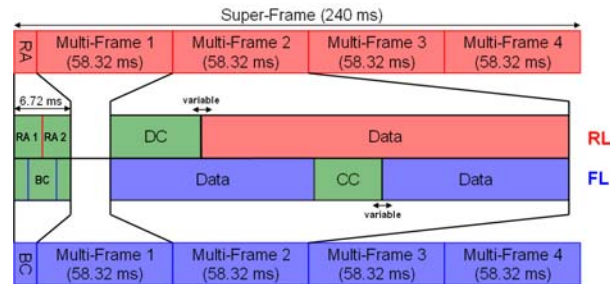 Super-Frame (240 ms)
RA
Multi-Frame 1
(58.32 ms)
Multi-Frame 2
(58.32 ms)
Multi-Frame 3
(58.32 ms)
Multi-Frame 4
(58.32 ms)
6.72 ms
variable
RA 1
RA 2
DC
Data
RL
BC
Data
CC
Data
FL
variable
BC
Multi-Frame 1
(58.32 ms)
Multi-Frame 2
(58.32 ms)
Multi-Frame 3
(58.32 ms)
Multi-Frame 4
(58.32 ms)